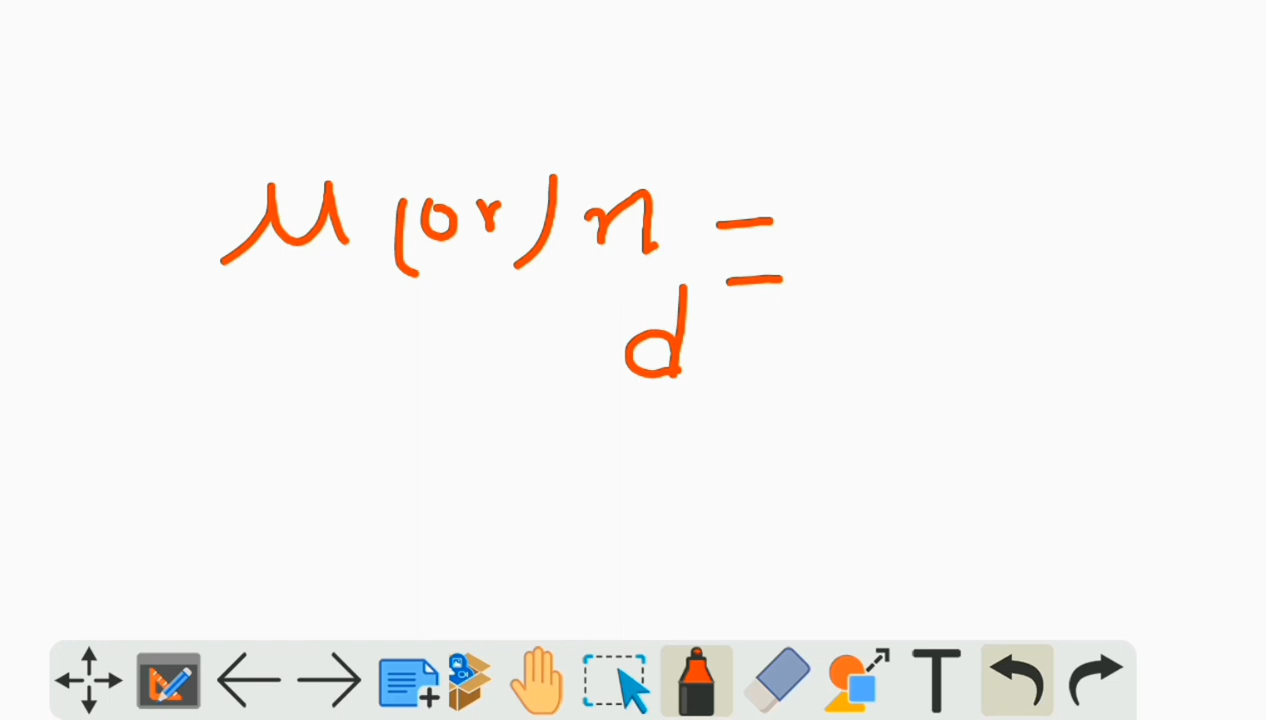 μ (or) n =
d